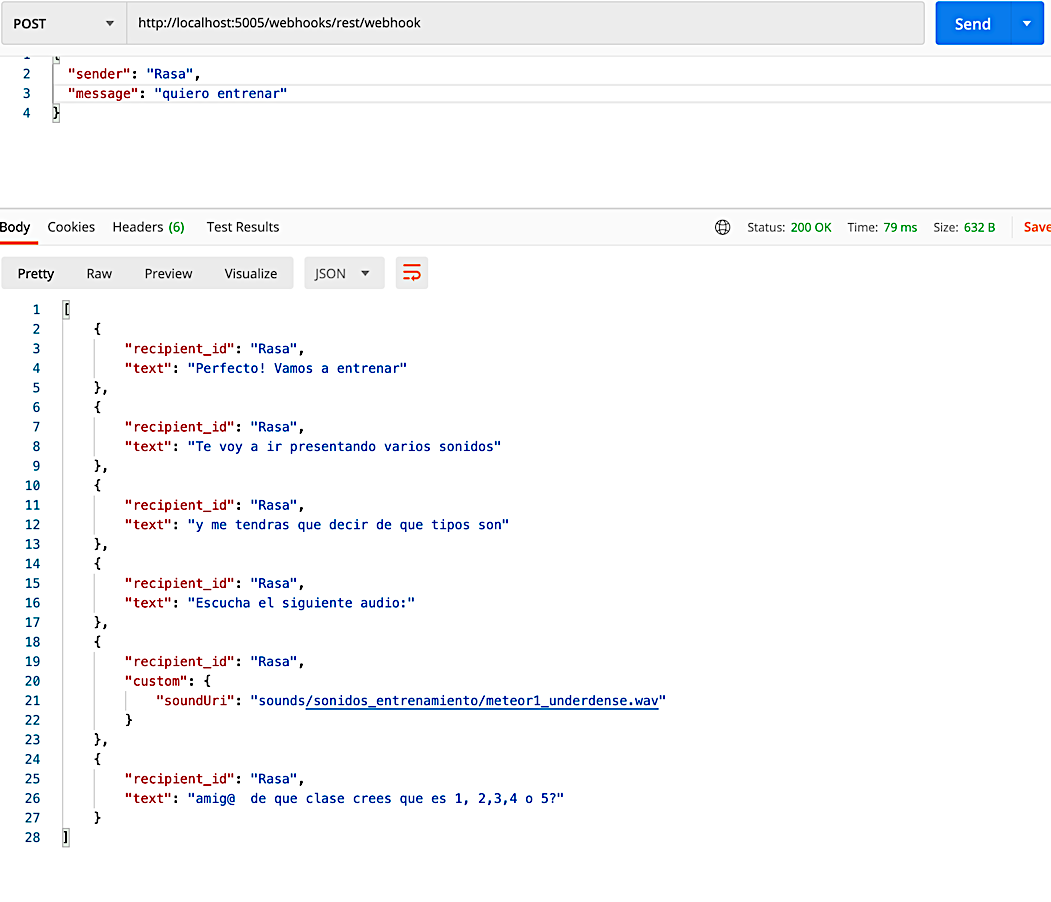 POST http://localhost:5005/webhooks/rest/webhook Send
1
2 "sender": "Rasa",
3 "message": "quiero entrenar"
4 }
Body Cookies Headers (6) Test Results Status: 200 OK Time: 79 ms Size: 632 B Save
Pretty Raw Preview Visualize JSON
1 [
2 {
3 "recipient_id": "Rasa",
4 "text": "Perfecto! Vamos a entrenar"
5 },
6 {
7 "recipient_id": "Rasa",
8 "text": "Te voy a ir presentando varios sonidos"
9 },
10 {
11 "recipient_id": "Rasa",
12 "text": "y me tendras que decir de que tipos son"
13 },
14 {
15 "recipient_id": "Rasa",
16 "text": "Escucha el siguiente audio:"
17 },
18 {
19 "recipient_id": "Rasa",
20 "custom": {
21 "soundUri": "sounds/sonidos_entrenamiento/meteor1_underdense.wav"
22 }
23 },
24 {
25 "recipient_id": "Rasa",
26 "text": "amig@  de que clase crees que es 1, 2,3,4 o 5?"
27 }
28 ]